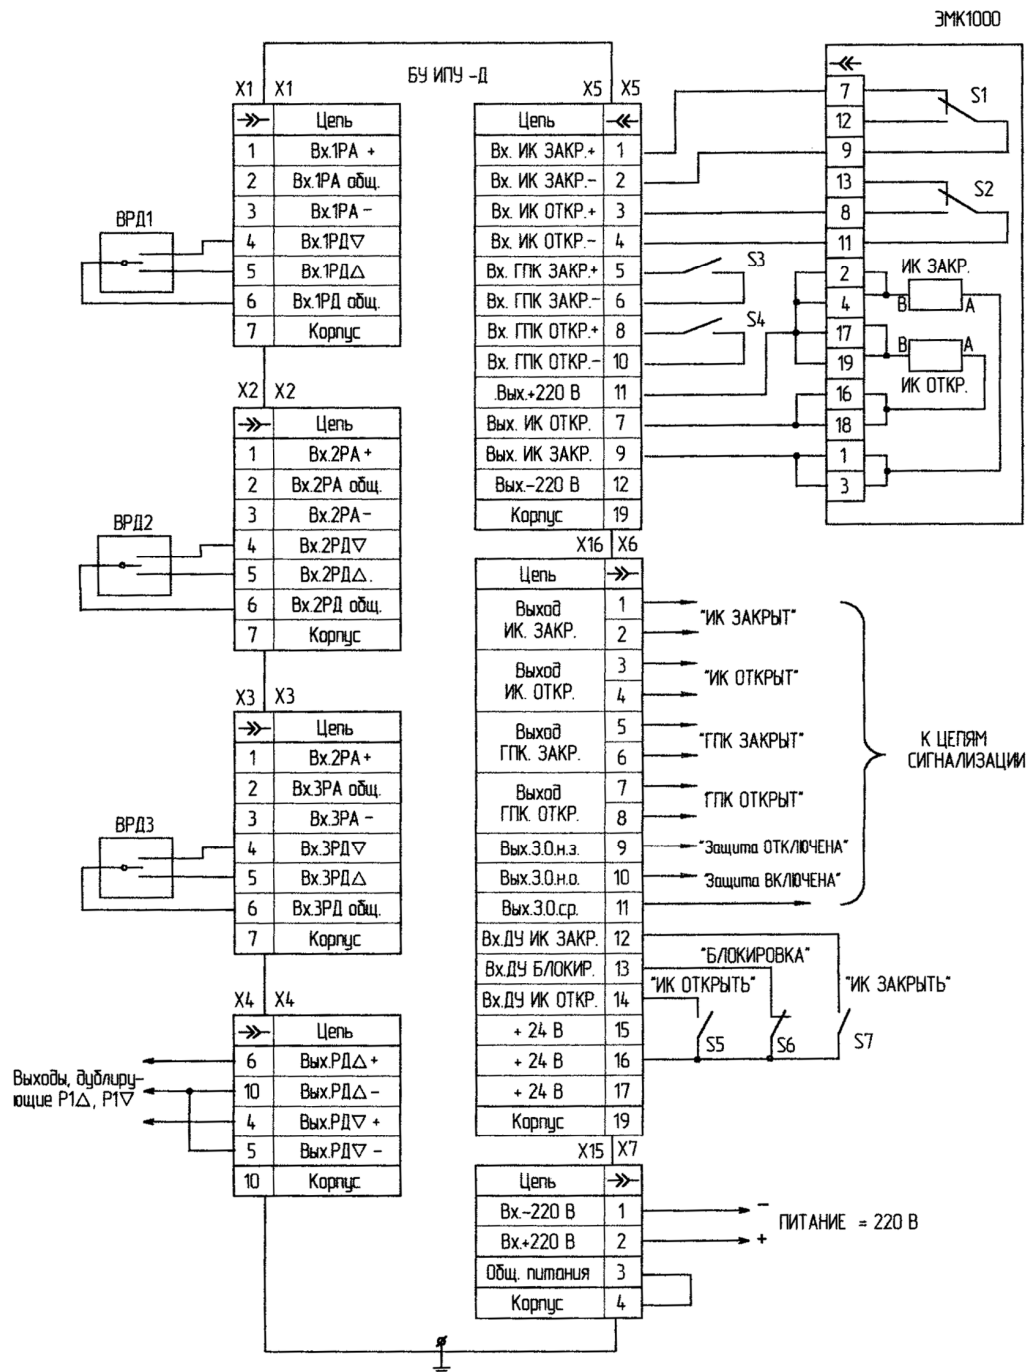 ЭМК1000
БУ ИПУ -Д
X1 X1
Цепь
1 Вх.1РА +
2 Вх.1РА общ.
3 Вх.1РА -
4 Вх.1РД▽
5 Вх.1РД△
6 Вх.1РД общ.
7 Корпус
ВРД1
X2 X2
Цепь
1 Вх.2РА +
2 Вх.2РА общ.
3 Вх.2РА -
4 Вх.2РД▽
5 Вх.2РД△.
6 Вх.2РД общ.
7 Корпус
ВРД2
X3 X3
Цепь
1 Вх.2РА +
2 Вх.3РА общ.
3 Вх.3РА -
4 Вх.3РД▽
5 Вх.3РД△
6 Вх.3РД общ.
7 Корпус
ВРД3
X4 X4
Цепь
6 Вых.РД△ +
10 Вых.РД△ -
4 Вых.РД▽ +
5 Вых.РД▽ -
10 Корпус
Выходы, дублиру-
ющие Р1△, Р1▽
X5 X5
Цепь
Вх. ИК ЗАКР.+ 1
Вх. ИК ЗАКР.- 2
Вх. ИК ОТКР.+ 3
Вх. ИК ОТКР.- 4
Вх. ГПК ЗАКР.+ 5
Вх. ГПК ЗАКР.- 6
Вх. ГПК ОТКР.+ 8
Вх. ГПК ОТКР.- 10
.Вых.+220 В 11
Вых. ИК ОТКР. 7
Вых. ИК ЗАКР. 9
Вых.-220 В 12
Корпус 19
S3
S4
7
12
9
13
8
11
2
4
17
19
16
18
1
3
S1
S2
ИК ЗАКР.
В А
В А
ИК ОТКР.
X16 X6
Цепь
Выход
ИК. ЗАКР.
1
2
"ИК ЗАКРЫТ"
Выход
ИК. ОТКР.
3
4
"ИК ОТКРЫТ"
Выход
ГПК. ЗАКР.
5
6
"ГПК ЗАКРЫТ"
Выход
ГПК. ОТКР.
7
8
"ГПК ОТКРЫТ"
Вых.З.О.н.з. 9 "Защита ОТКЛЮЧЕНА"
Вых.З.О.н.о. 10 "Защита ВКЛЮЧЕНА"
Вых.З.О.ср. 11
К ЦЕПЯМ
СИГНАЛИЗАЦИИ
Вх.ДУ ИК ЗАКР. 12
Вх.ДУ БЛОКИР. 13
Вх.ДУ ИК ОТКР. 14
+ 24 В 15
+ 24 В 16
+ 24 В 17
Корпус 19
"БЛОКИРОВКА"
"ИК ОТКРЫТЬ" "ИК ЗАКРЫТЬ"
S5 S6 S7
X15 X7
Цепь
Вх.-220 В 1
Вх.+220 В 2
Общ. питания 3
Корпус 4
-
ПИТАНИЕ = 220 В
+